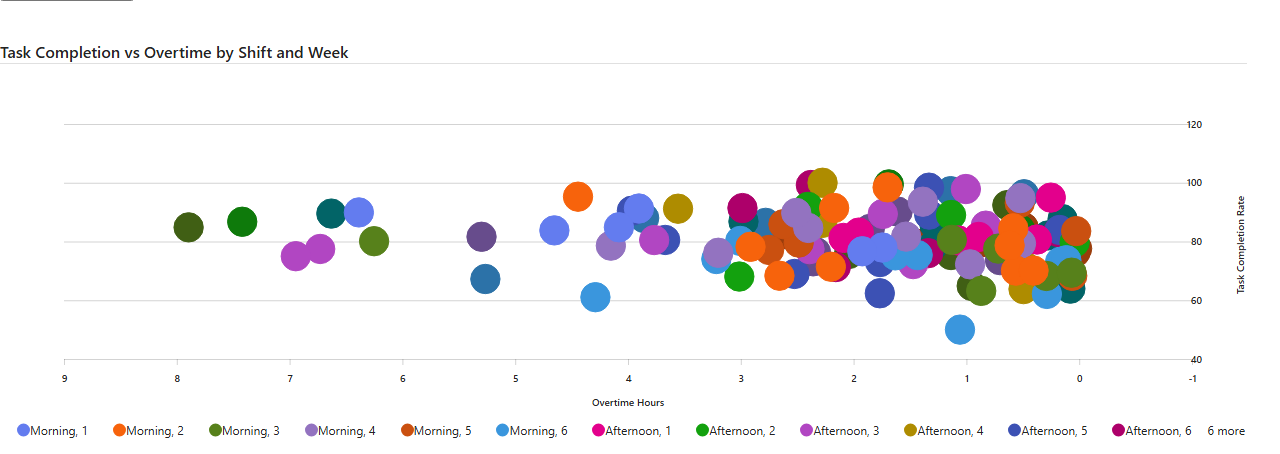 Task Completion vs Overtime by Shift and Week
120
100
80
60
40
Task Completion Rate
9 8 7 6 5 4 3 2 1 0 -1
Overtime Hours
Morning, 1 Morning, 2 Morning, 3 Morning, 4 Morning, 5 Morning, 6 Afternoon, 1 Afternoon, 2 Afternoon, 3 Afternoon, 4 Afternoon, 5 Afternoon, 6 6 more